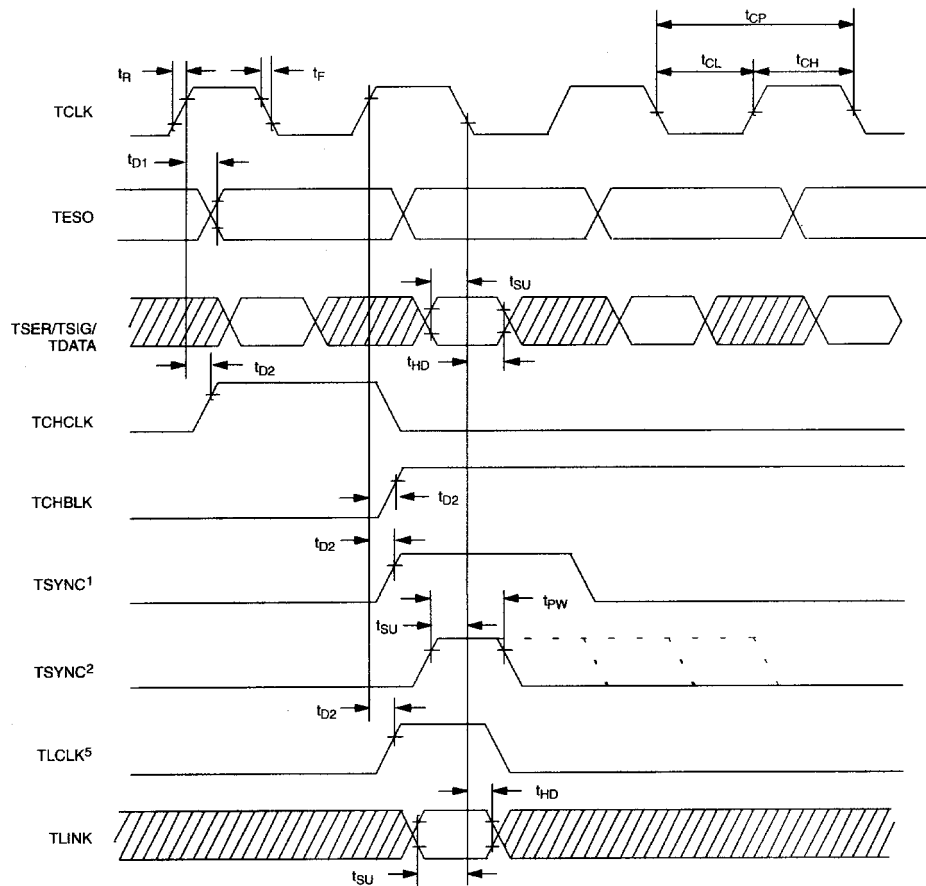 tCP
tR
tF
tCL
tCH
TCLK
tD1
TESO
tSU
TSER/TSIG/
TDATA
tHD
tD2
TCHCLK
TCHBLK
tD2
tD2
TSYNC1
tPW
tSU
TSYNC2
tD2
TLCLK5
tHD
TLINK
tSU